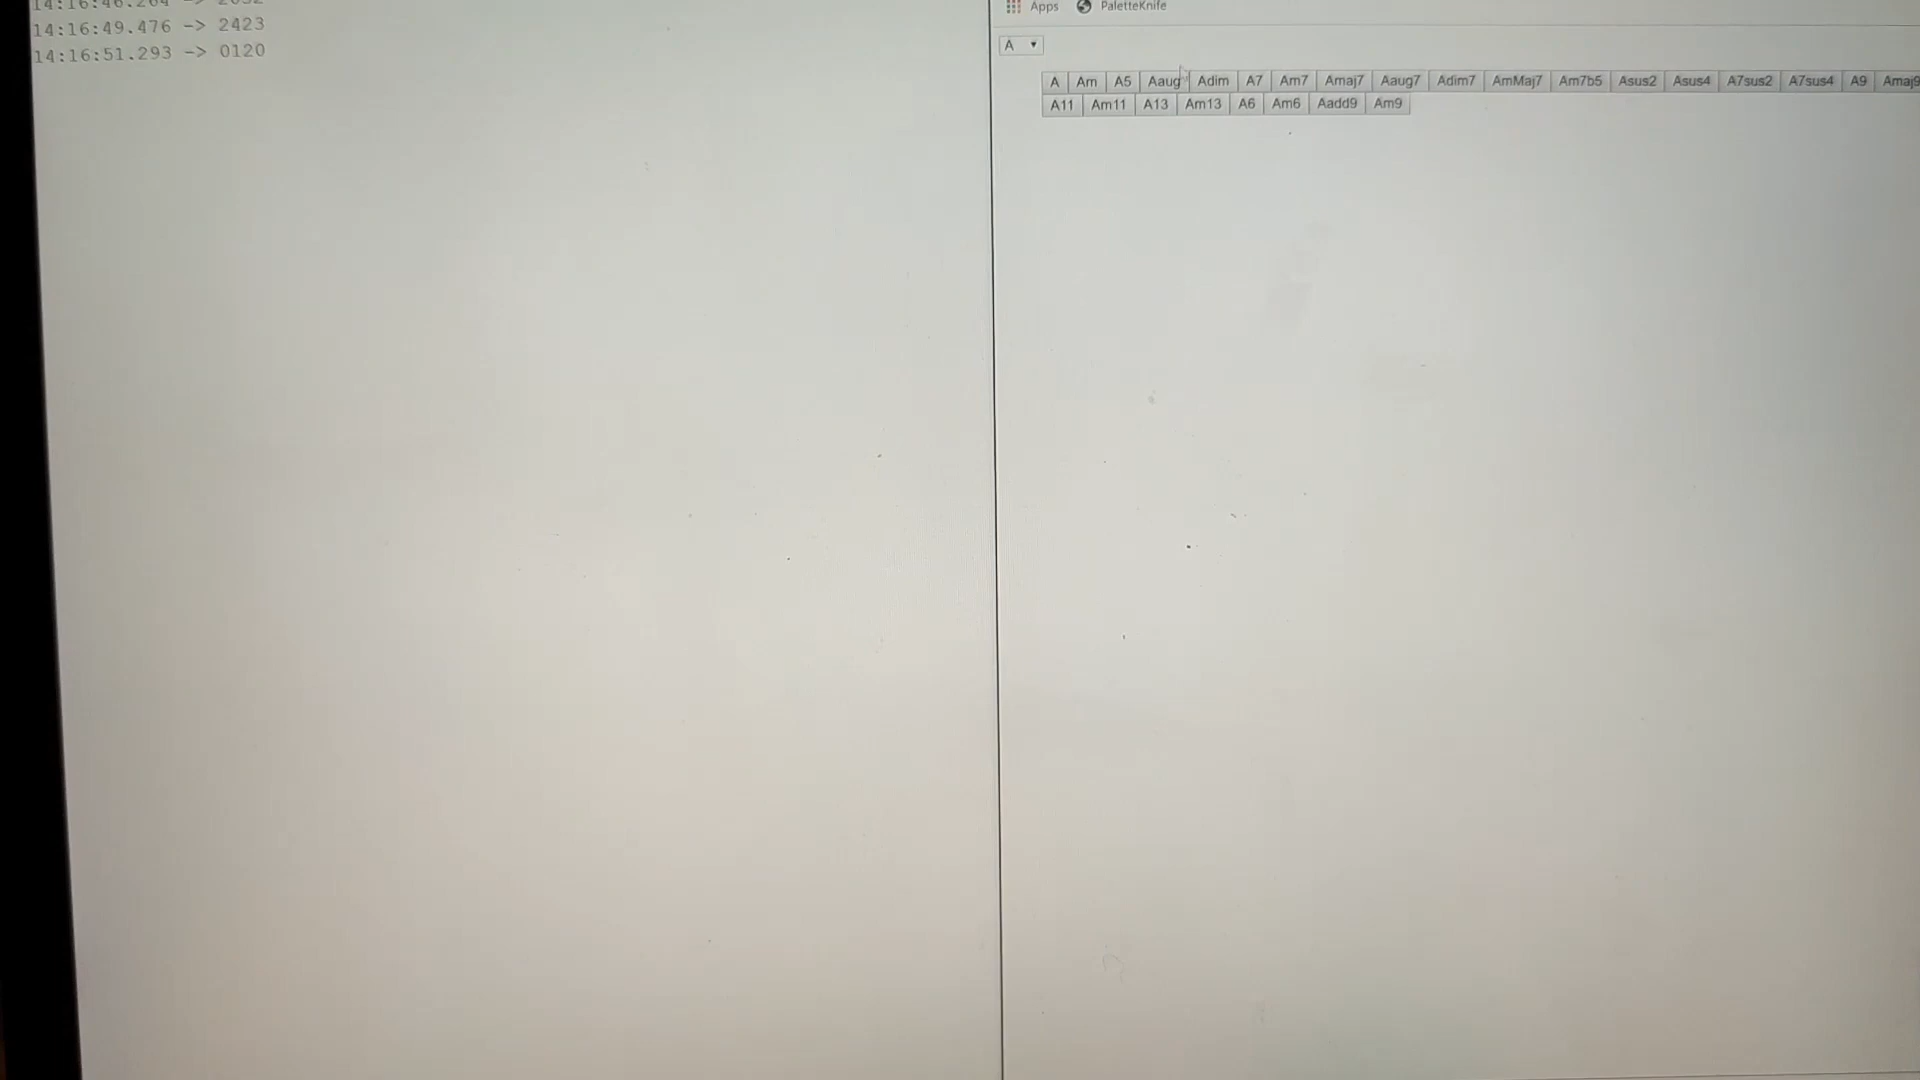 14:16:49.476 -> 2423
14:16:51.293 -> 0120
Apps PaletteKnife
A
A Am A5 Aaug Adim A7 Am7 Amaj7 Aaug7 Adim7 AmMaj7 Am7b5 Asus2 Asus4 A7sus2 A7sus4 A9 Amaj9
A11 Am11 A13 Am13 A6 Am6 Aadd9 Am9